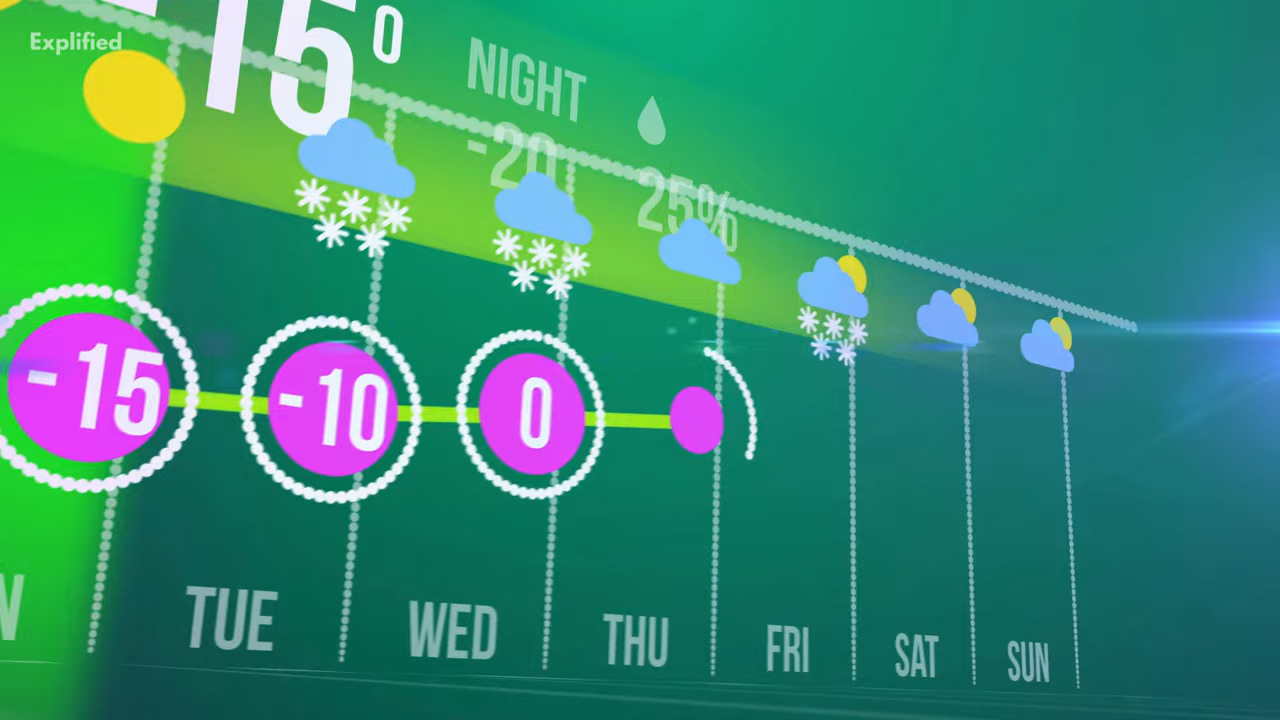 Explified
-15°
NIGHT
-20
25%
-15
-10
0
N
TUE
WED
THU
FRI
SAT
SUN